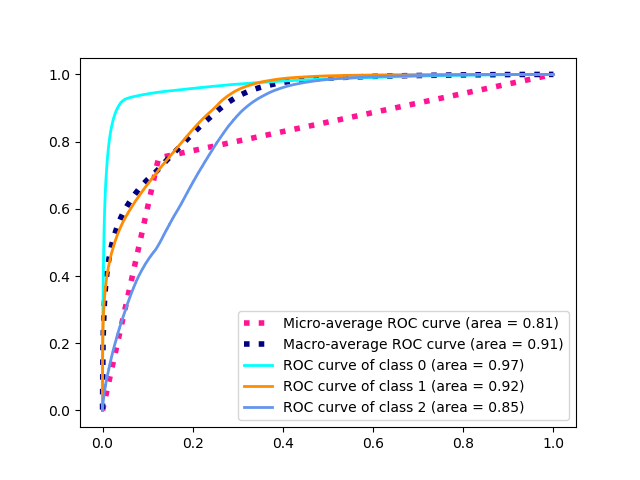 1.0
0.8
0.6
0.4
0.2
0.0
Micro-average ROC curve (area = 0.81)
Macro-average ROC curve (area = 0.91)
ROC curve of class 0 (area = 0.97)
ROC curve of class 1 (area = 0.92)
ROC curve of class 2 (area = 0.85)
0.0 0.2 0.4 0.6 0.8 1.0